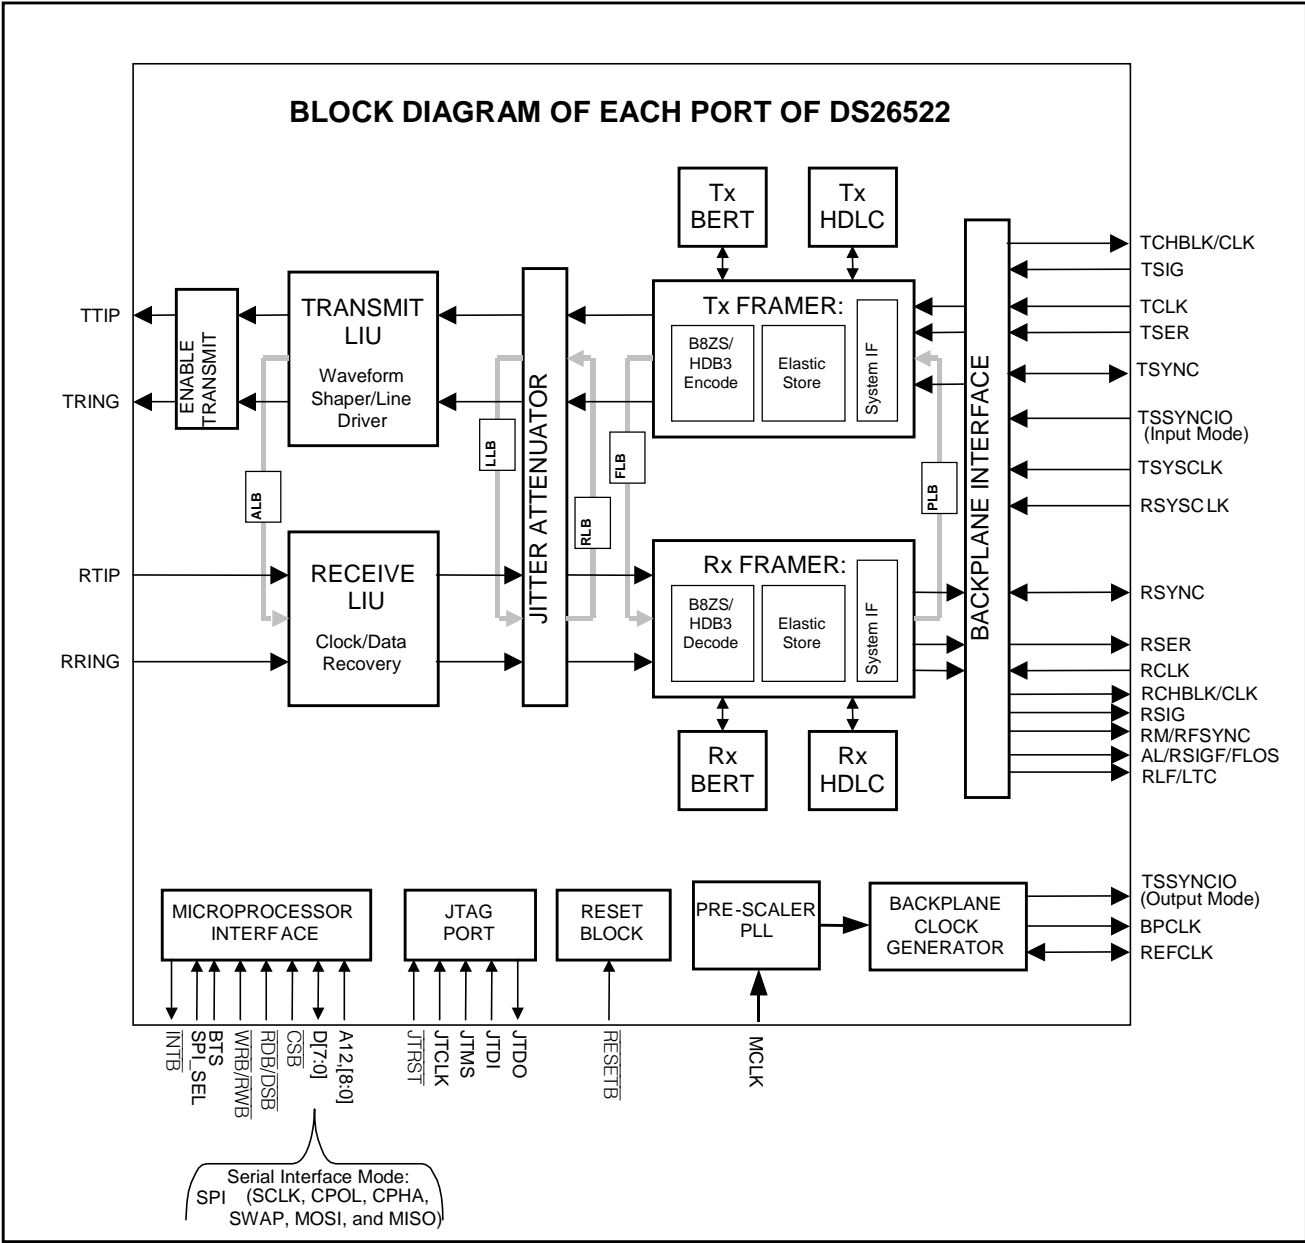 BLOCK DIAGRAM OF EACH PORT OF DS26522
Tx
BERT
Tx
HDLC
TTIP
TRING
ENABLE
TRANSMIT
TRANSMIT
LIU
Waveform
Shaper/Line
Driver
ALB
LLB
JITTER ATTENUATOR
RLB
FLB
Tx FRAMER:
B8ZS/
HDB3
Encode
Elastic
Store
System IF
PLB
BACKPLANE INTERFACE
TCHBLK/CLK
TSIG
TCLK
TSER
TSYNC
TSSYNCIO
(Input Mode)
TSYSCLK
RSYSCLK
RTIP
RRING
RECEIVE
LIU
Clock/Data
Recovery
Rx FRAMER:
B8ZS/
HDB3
Decode
Elastic
Store
System IF
RSYNC
RSER
RCLK
RCHBLK/CLK
RSIG
RM/RFSYNC
AL/RSIGF/FLOS
RLF/LTC
Rx
BERT
Rx
HDLC
MICROPROCESSOR
INTERFACE
JTAG
PORT
RESET
BLOCK
PRE-SCALER
PLL
BACKPLANE
CLOCK
GENERATOR
TSSYNCIO
(Output Mode)
BPCLK
REFCLK
INTB
SPI_SEL
BTS
WRB/RWB
RDB/DSB
CSB
D[7:0]
A12,[8:0]
JTRST
JTCLK
JTMS
JTDI
JTDO
RESETB
MCLK
Serial Interface Mode:
SPI (SCLK, CPOL, CPHA,
SWAP, MOSI, and MISO)